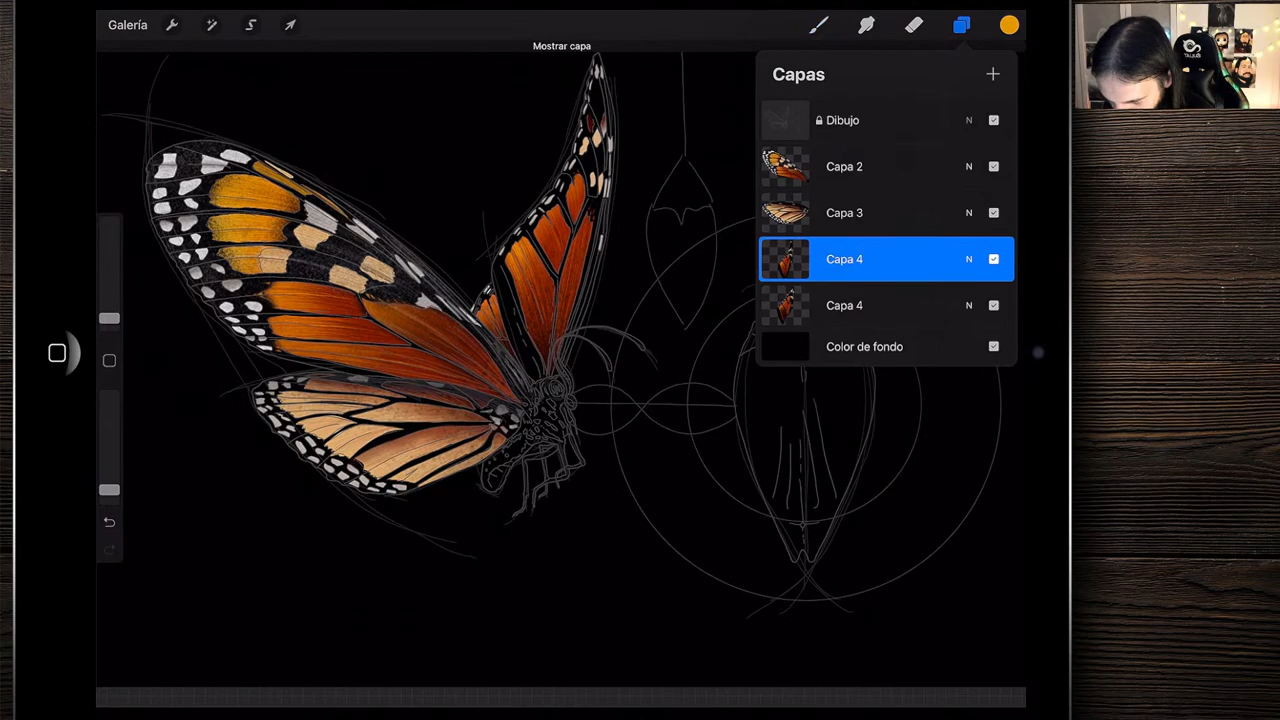 Galería
Mostrar capa
Capas
Dibujo N
Capa 2 N
Capa 3 N
Capa 4 N
Capa 4 N
Color de fondo